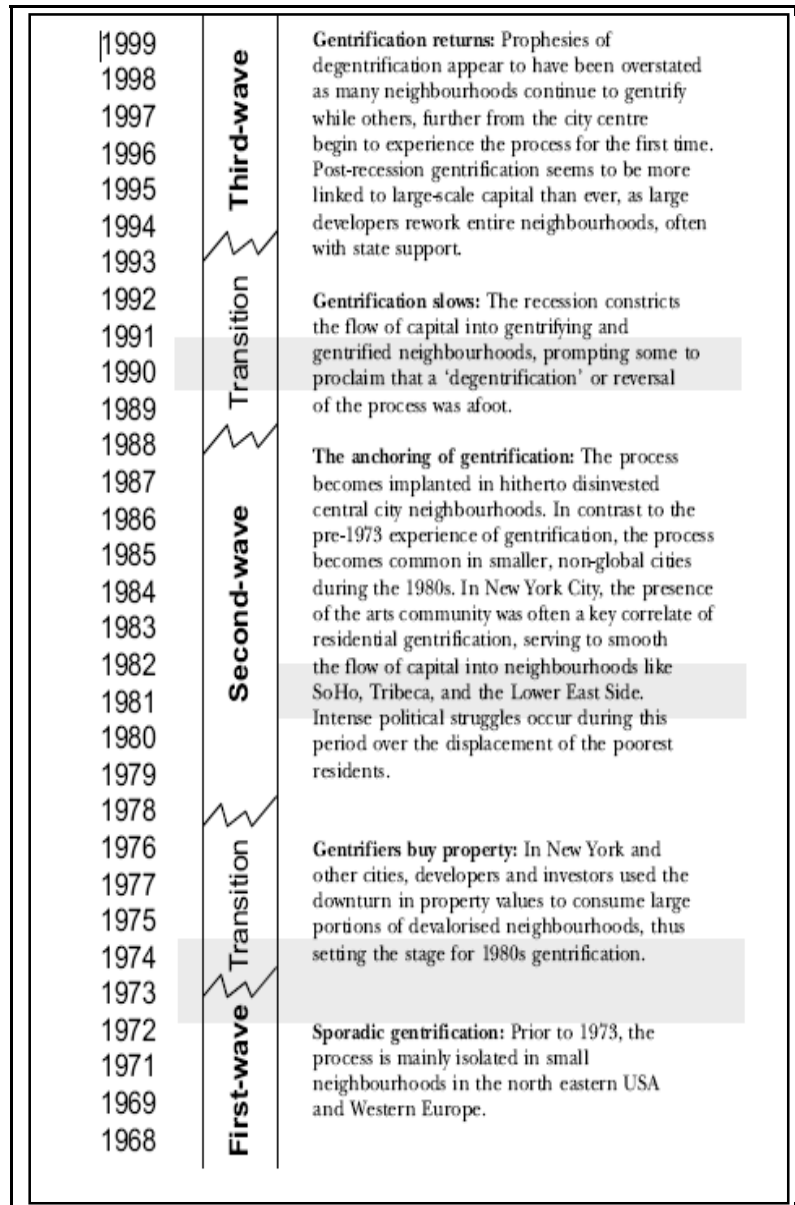 1999
1998
1997
1996
1995
1994
1993
1992
1991
1990
1989
1988
1987
1986
1985
1984
1983
1982
1981
1980
1979
1978
1976
1977
1975
1974
1973
1972
1971
1969
1968
Third-wave
Transition
Second-wave
Transition
First-wave
Gentrification returns: Prophesies of
degentrification appear to have been overstated
as many neighbourhoods continue to gentrify
while others, further from the city centre
begin to experience the process for the first time.
Post-recession gentrification seems to be more
linked to large-scale capital than ever, as large
developers rework entire neighbourhoods, often
with state support.
Gentrification slows: The recession constricts
the flow of capital into gentrifying and
gentrified neighbourhoods, prompting some to
proclaim that a ‘degentrification’ or reversal
of the process was afoot.
The anchoring of gentrification: The process
becomes implanted in hitherto disinvested
central city neighbourhoods. In contrast to the
pre-1973 experience of gentrification, the process
becomes common in smaller, non-global cities
during the 1980s. In New York City, the presence
of the arts community was often a key correlate of
residential gentrification, serving to smooth
the flow of capital into neighbourhoods like
SoHo, Tribeca, and the Lower East Side.
Intense political struggles occur during this
period over the displacement of the poorest
residents.
Gentrifiers buy property: In New York and
other cities, developers and investors used the
downturn in property values to consume large
portions of devalorised neighbourhoods, thus
setting the stage for 1980s gentrification.
Sporadic gentrification: Prior to 1973, the
process is mainly isolated in small
neighbourhoods in the north eastern USA
and Western Europe.